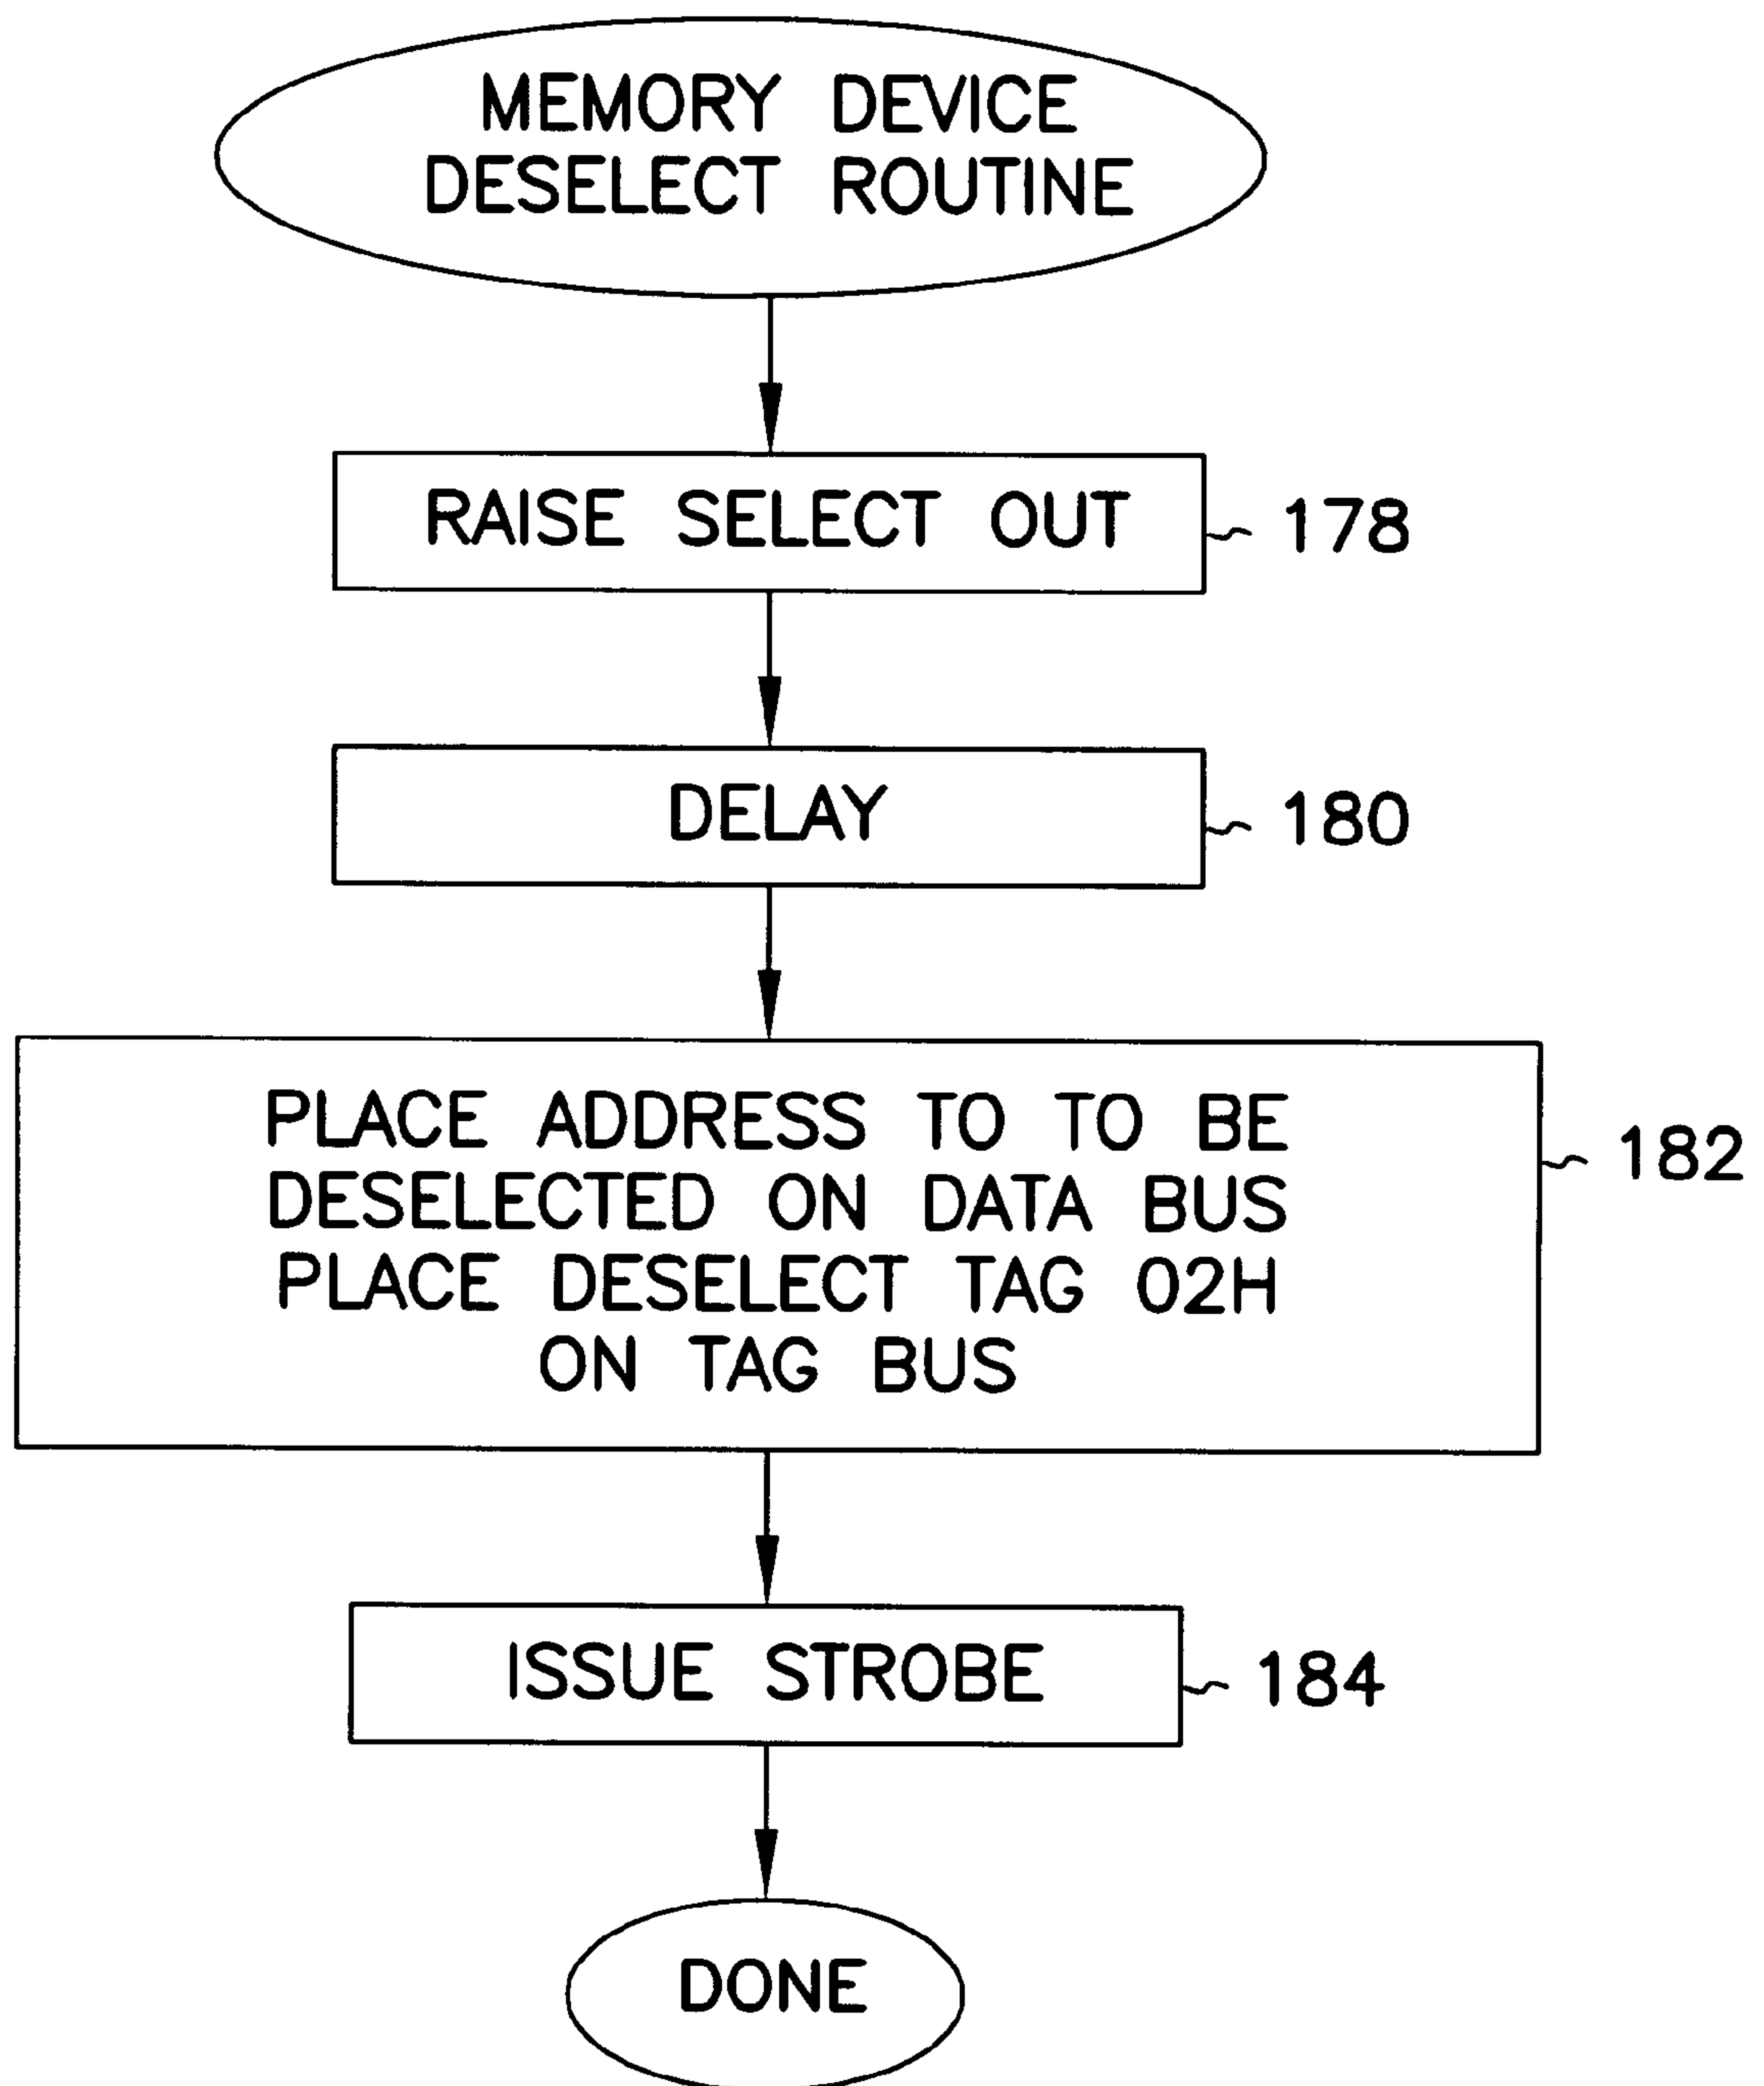 MEMORY DEVICE
DESELECT ROUTINE
RAISE SELECT OUT
178
DELAY
180
PLACE ADDRESS TO TO BE
DESELECTED ON DATA BUS
PLACE DESELECT TAG 02H
ON TAG BUS
182
ISSUE STROBE
184
DONE